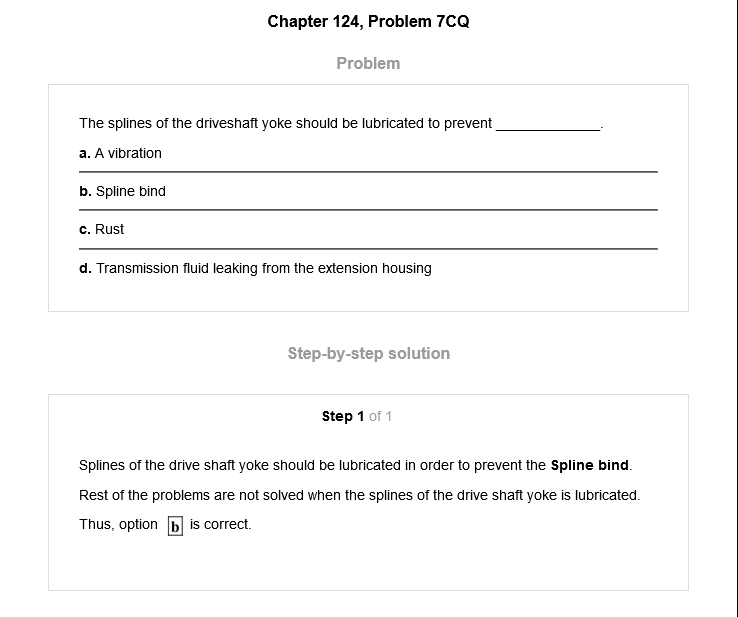 Chapter 124, Problem 7CQ
Problem
The splines of the driveshaft yoke should be lubricated to prevent _____________.
a. A vibration
b. Spline bind
c. Rust
d. Transmission fluid leaking from the extension housing
Step-by-step solution
Step 1 of 1
Splines of the drive shaft yoke should be lubricated in order to prevent the Spline bind.
Rest of the problems are not solved when the splines of the drive shaft yoke is lubricated.
Thus, option b is correct.